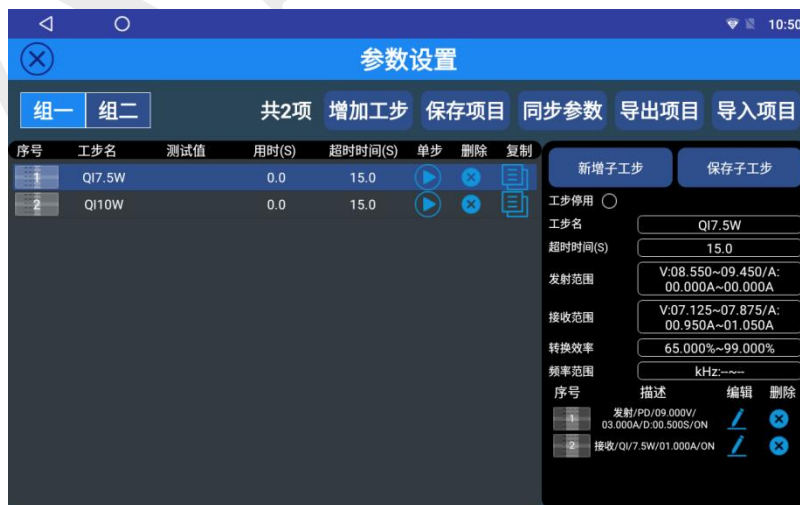 10:50
参数设置
组一 组二 共2项 增加工步 保存项目 同步参数 导出项目 导入项目
序号 工步名 测试值 用时(S) 超时时间(S) 单步 删除 复制
1 QI7.5W 0.0 15.0
2 QI10W 0.0 15.0
新增子工步 保存子工步
工步停用
工步名 QI7.5W
超时时间(S) 15.0
发射范围 V:08.550~09.450/A:
00.000A~00.000A
接收范围 V:07.125~07.875/A:
00.950A~01.050A
转换效率 65.000%~99.000%
频率范围 kHz:--~--
序号 描述 编辑 删除
1 发射/PD/09.000V/
03.000A/D:00.500S/ON
2 接收/QI/7.5W/01.000A/ON